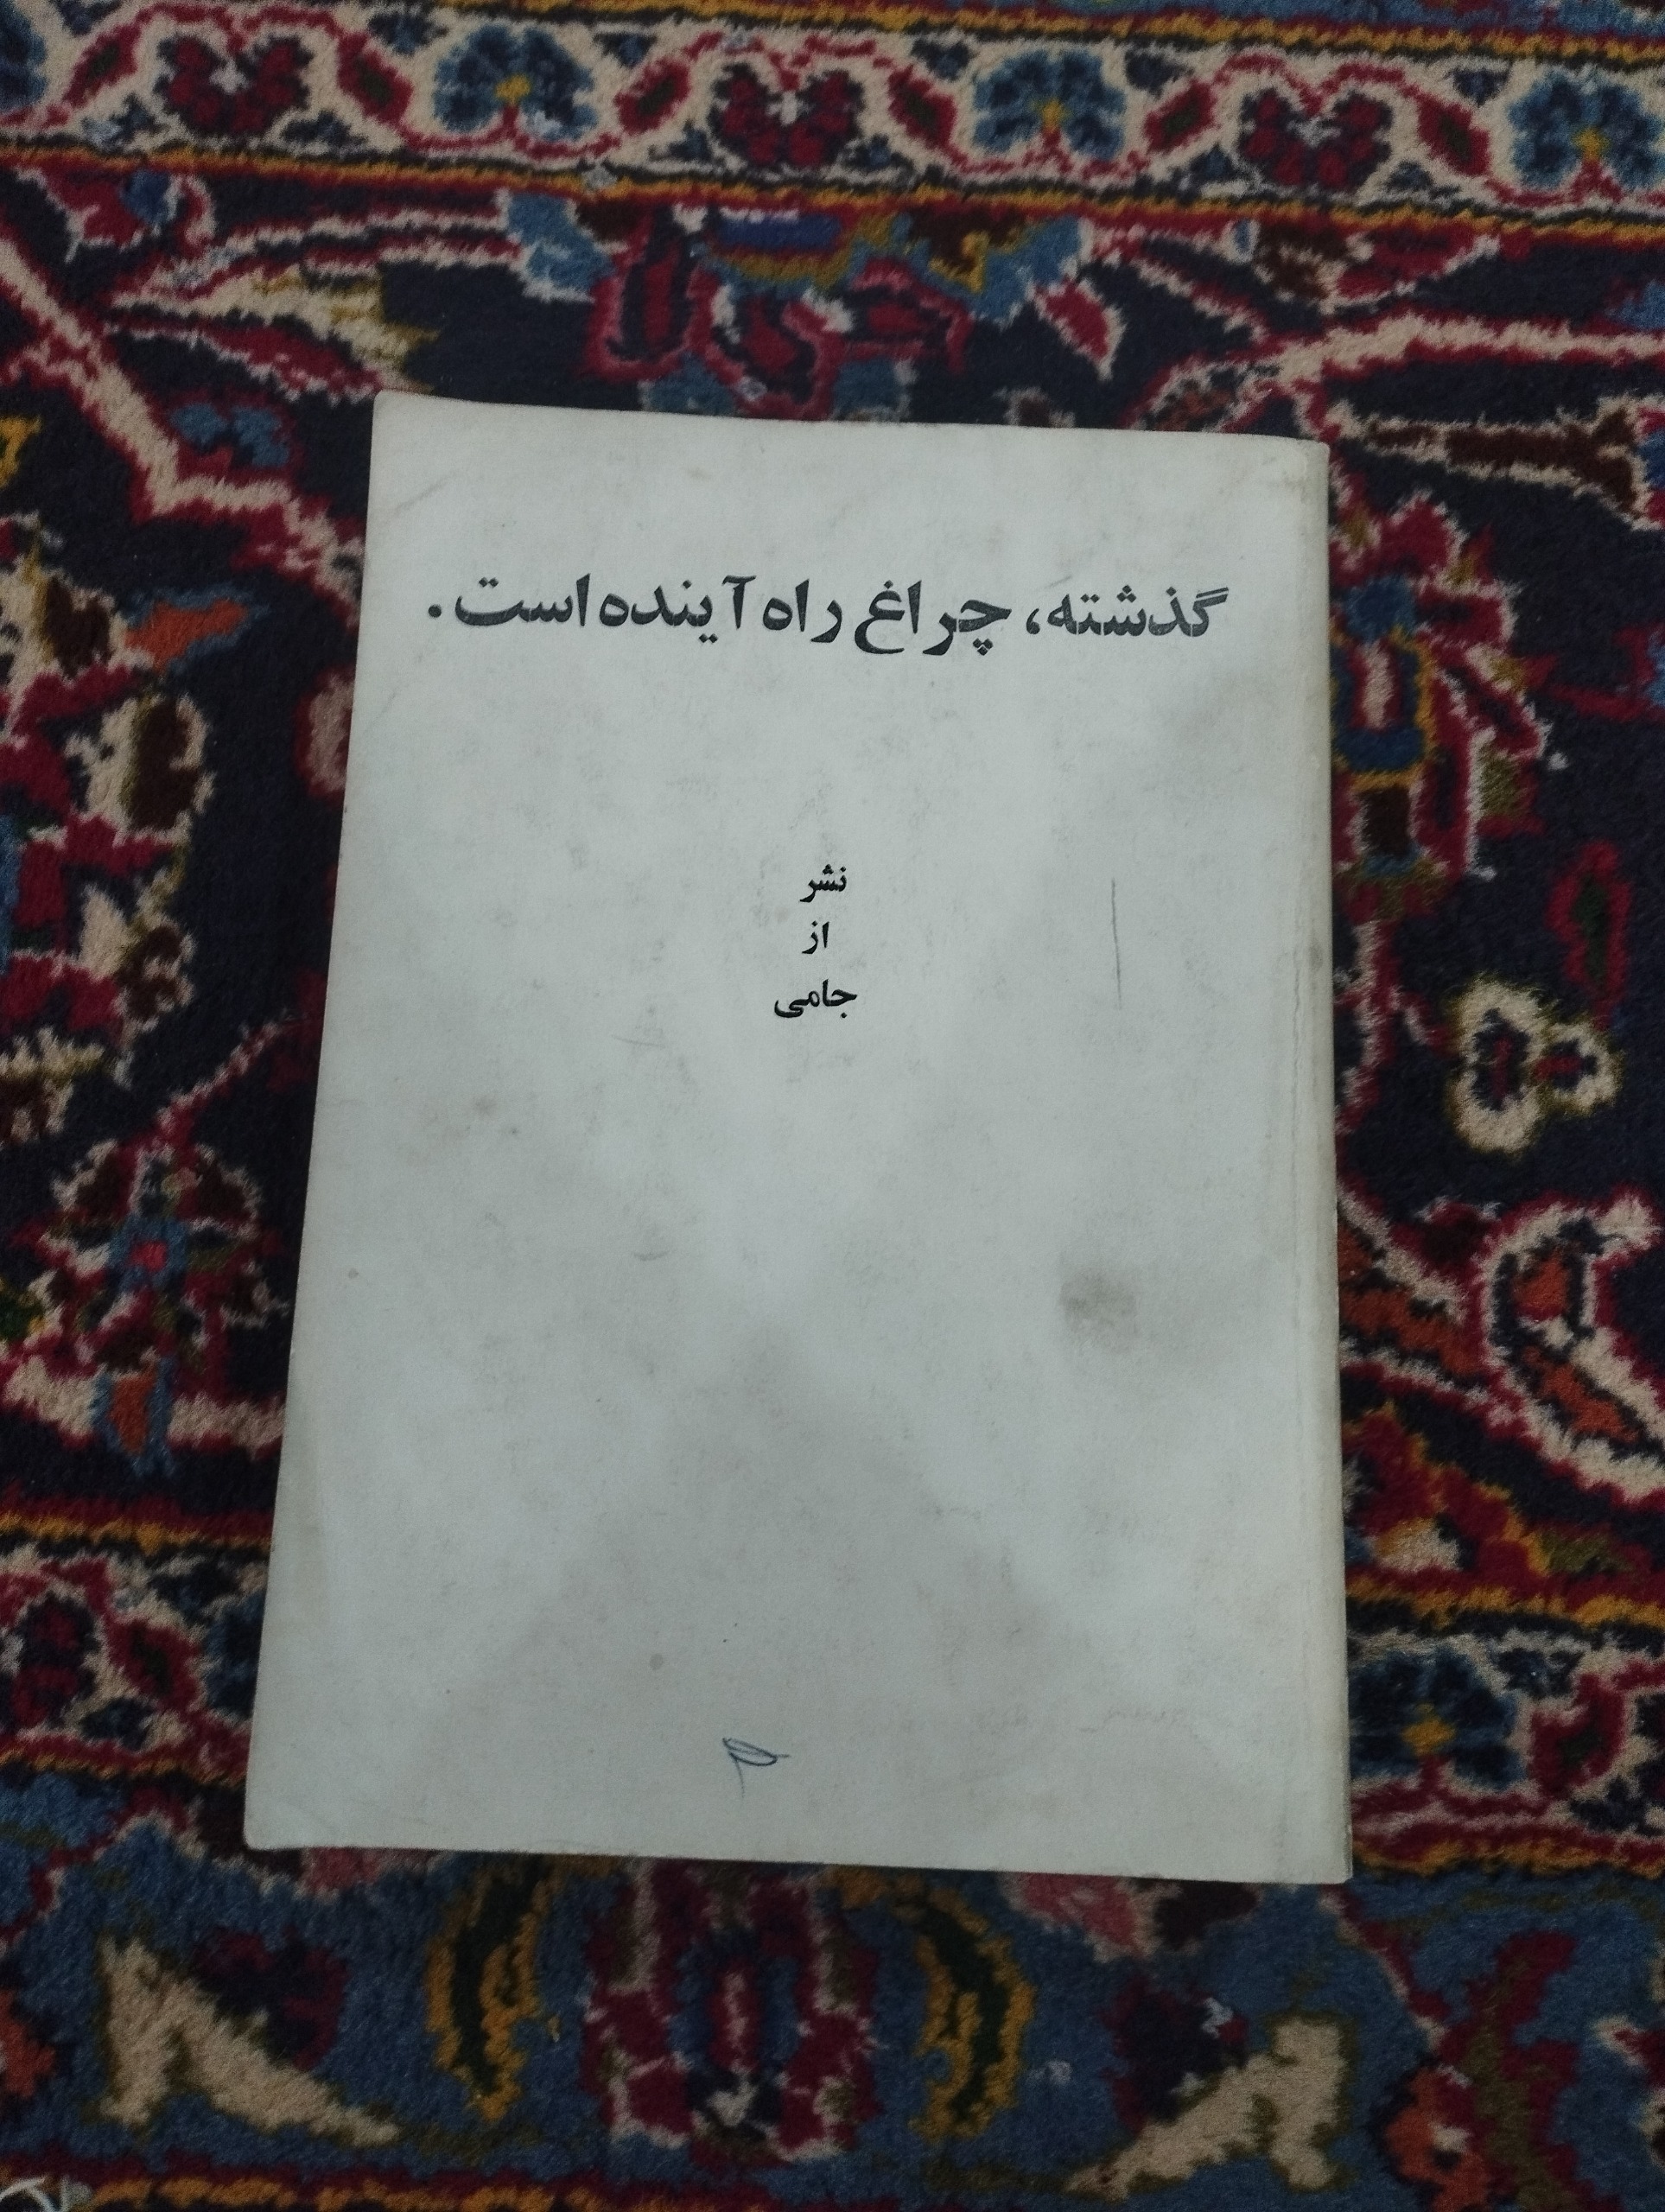 گذشته، چراغ راه آینده است.
نشر
از
جامی